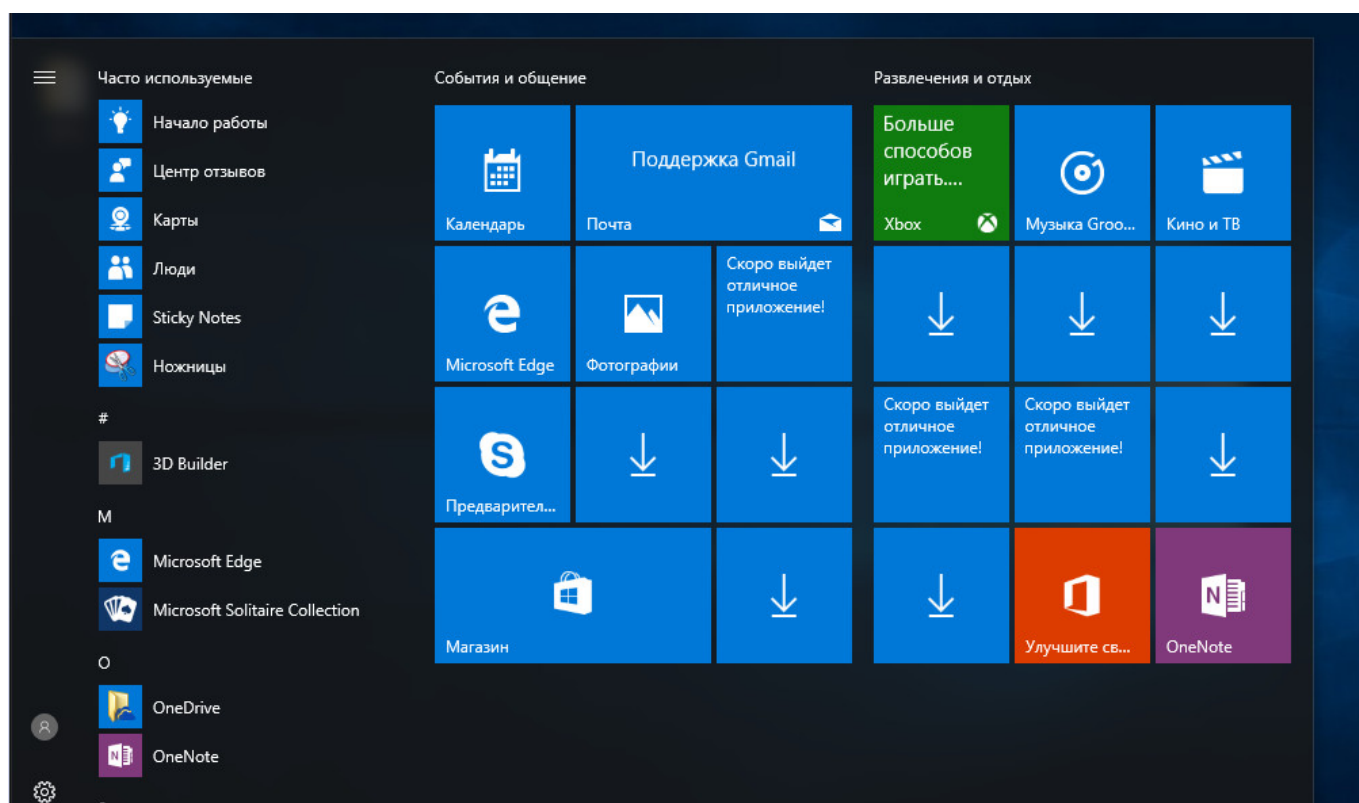 Часто используемые
Начало работы
Центр отзывов
Карты
Люди
Sticky Notes
Ножницы
#
3D Builder
M
Microsoft Edge
Microsoft Solitaire Collection
O
OneDrive
OneNote
События и общение
Календарь
Поддержка Gmail
Почта
Microsoft Edge
Фотографии
Скоро выйдет
отличное
приложение!
Предварител...
Магазин
Развлечения и отдых
Больше
способов
играть....
Xbox
Музыка Groo...
Кино и ТВ
Скоро выйдет
отличное
приложение!
Скоро выйдет
отличное
приложение!
Улучшите св...
OneNote